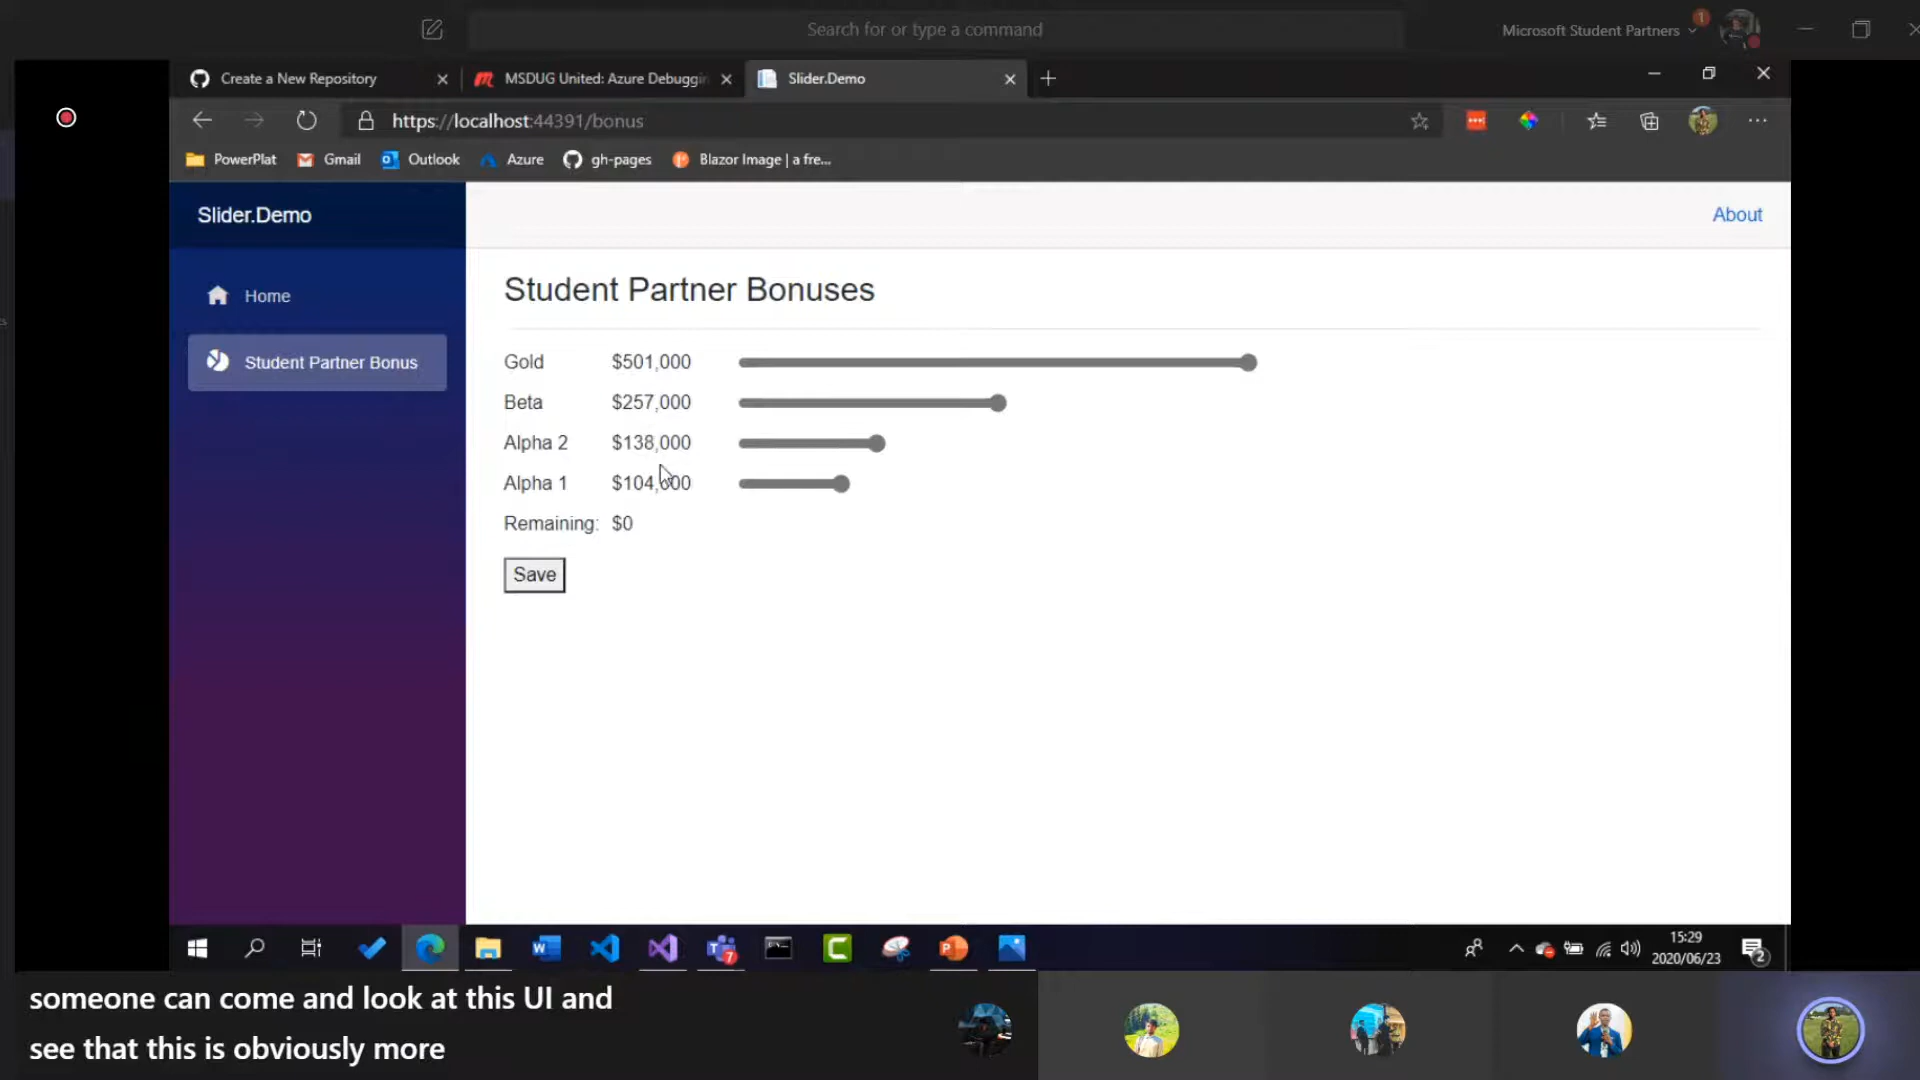 Search for or type a command
Microsoft Student Partners
1
Create a New Repository
MSDUG United: Azure Debuggin
Slider.Demo
https://localhost:44391/bonus
PowerPlat
Gmail
Outlook
Azure
gh-pages
Blazor Image | a fre...
Slider.Demo
About
Home
Student Partner Bonus
Student Partner Bonuses
Gold $501,000
Beta $257,000
Alpha 2 $138,000
Alpha 1 $104,000
Remaining: $0
Save
7
15:29
2020/06/23
2
someone can come and look at this UI and
see that this is obviously more